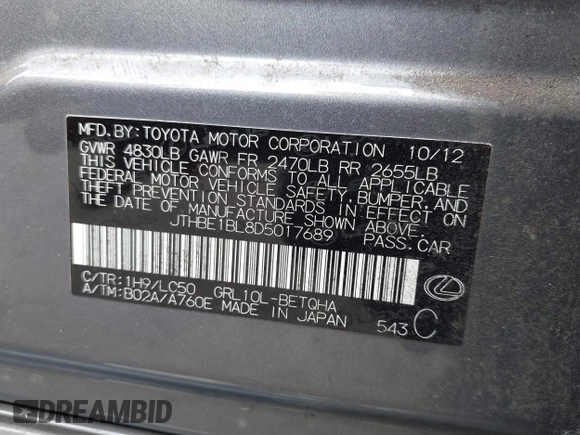 MFD. BY: TOYOTA MOTOR CORPORATION 10/12
GVWR 4830LB GAWR FR 2470LB RR 2655LB
THIS VEHICLE CONFORMS TO ALL APPLICABLE
FEDERAL MOTOR VEHICLE SAFETY, BUMPER, AND
THEFT PREVENTION STANDARDS IN EFFECT ON
THE DATE OF MANUFACTURE SHOWN ABOVE.
JTHBE1BL8D5017689 PASS. CAR
C/TR: 1H9/LC50 GRL10L-BETQHA
A/TM: B02A/A760E MADE IN JAPAN 543 C
DREAMBID